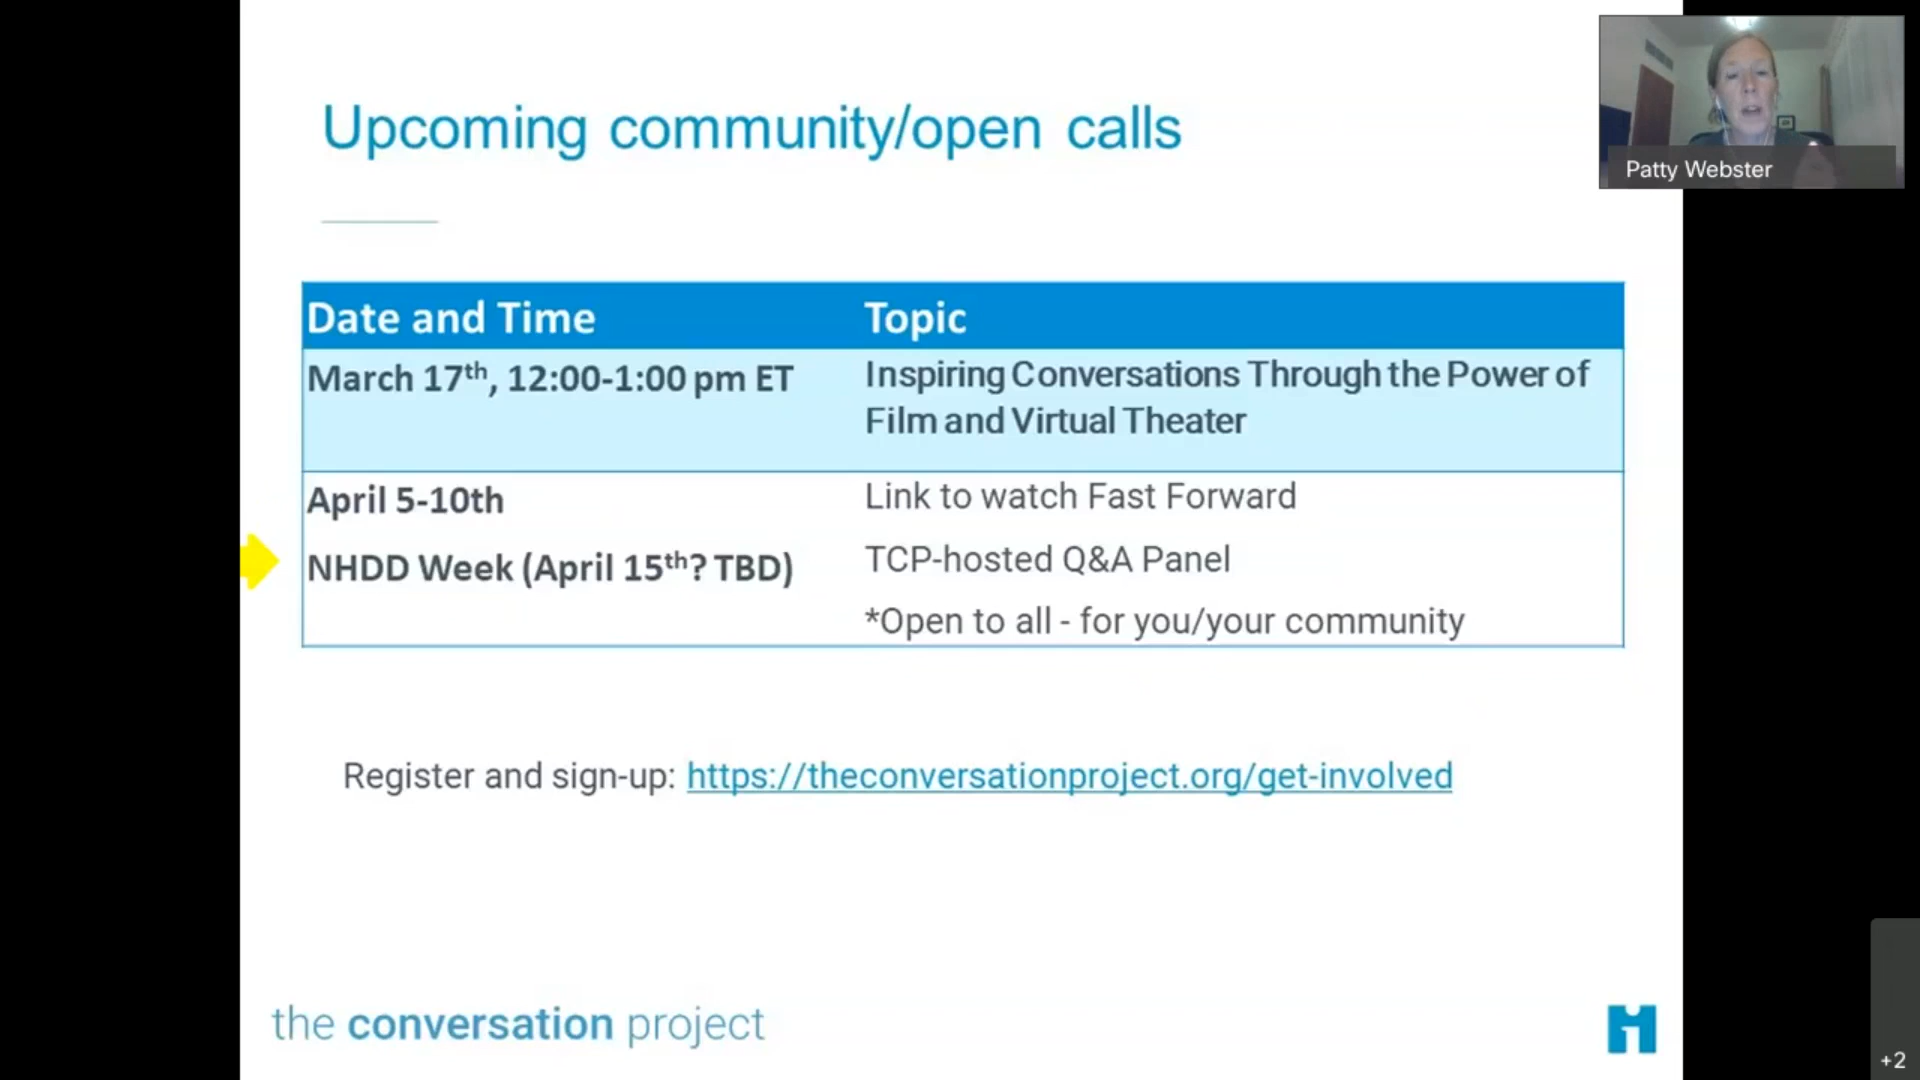 Upcoming community/open calls
Patty Webster
Date and Time
Topic
March 17th, 12:00-1:00 pm ET
Inspiring Conversations Through the Power of
Film and Virtual Theater
April 5-10th
Link to watch Fast Forward
NHDD Week (April 15th? TBD)
TCP-hosted Q&A Panel
*Open to all - for you/your community
Register and sign-up: https://theconversationproject.org/get-involved
the conversation project
+2